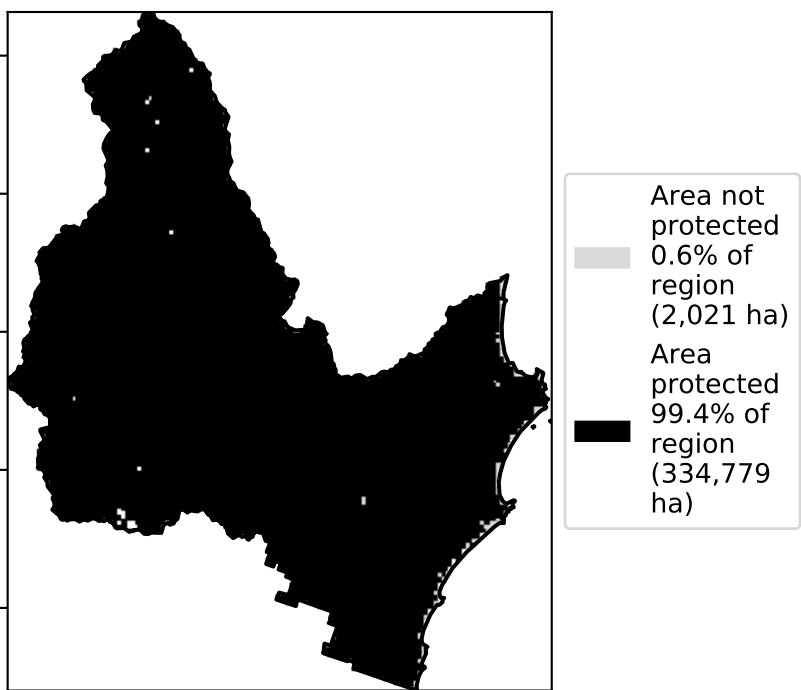 Area not
protected
0.6% of
region
(2,021 ha)
Area
protected
99.4% of
region
(334,779
ha)